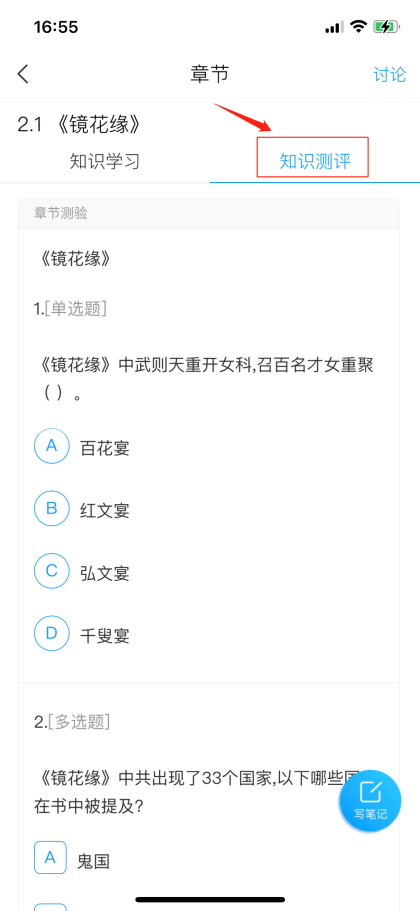 16:55
章节
讨论
2.1 《镜花缘》
知识学习
知识测评
章节测验
《镜花缘》
1.[单选题]
《镜花缘》中武则天重开女科,召百名才女重聚
（ ）。
A 百花宴
B 红文宴
C 弘文宴
D 千叟宴
2.[多选题]
《镜花缘》中共出现了33个国家,以下哪些
在书中被提及?
写笔记
A 鬼国